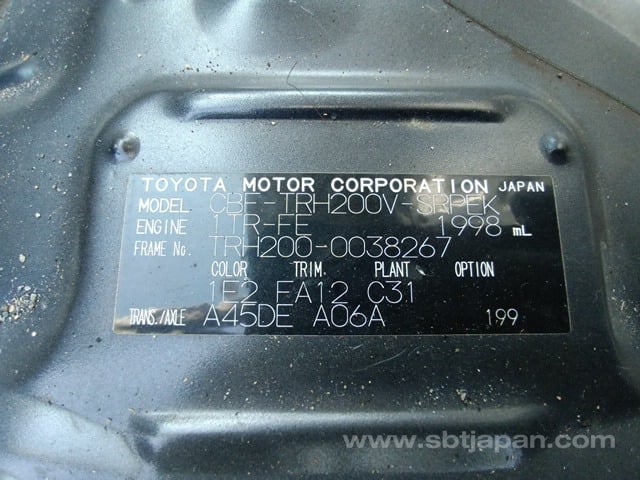 TOYOTA MOTOR CORPORATION JAPAN
MODEL CBF-TRH200V-SRPEK
ENGINE 1TR-FE 1998 mL
FRAME No. TRH200-0038267
COLOR TRIM PLANT OPTION
1E2 FA12 C31
TRANS./AXLE A45DE A06A 199
www.sbtjapan.com